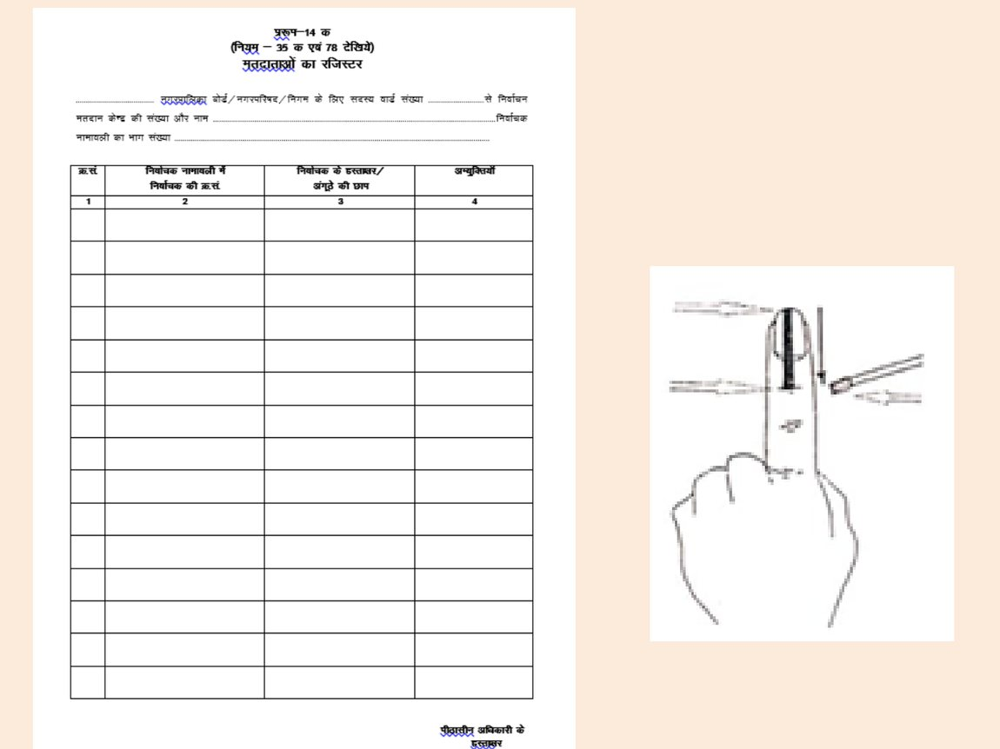 प्ररूप–14 क
(नियम – 35 क एवं 78 देखिये)
मतदाताओं का रजिस्टर
................................ नगरपालिका बोर्ड/नगरपरिषद/निगम के लिए सदस्य वार्ड संख्या .......................से निर्वाचन
मतदान केन्द्र की संख्या और नाम ....................................................................................................................निर्वाचक
नामावली का भाग संख्या .................................................................................................................................
क्र.सं.
निर्वाचक नामावली में
निर्वाचक की क्र.सं.
निर्वाचक के हस्ताक्षर/
अंगूठे की छाप
अभ्युक्तियाँ
1 2 3 4
पीठासीन अधिकारी के
हस्ताक्षर